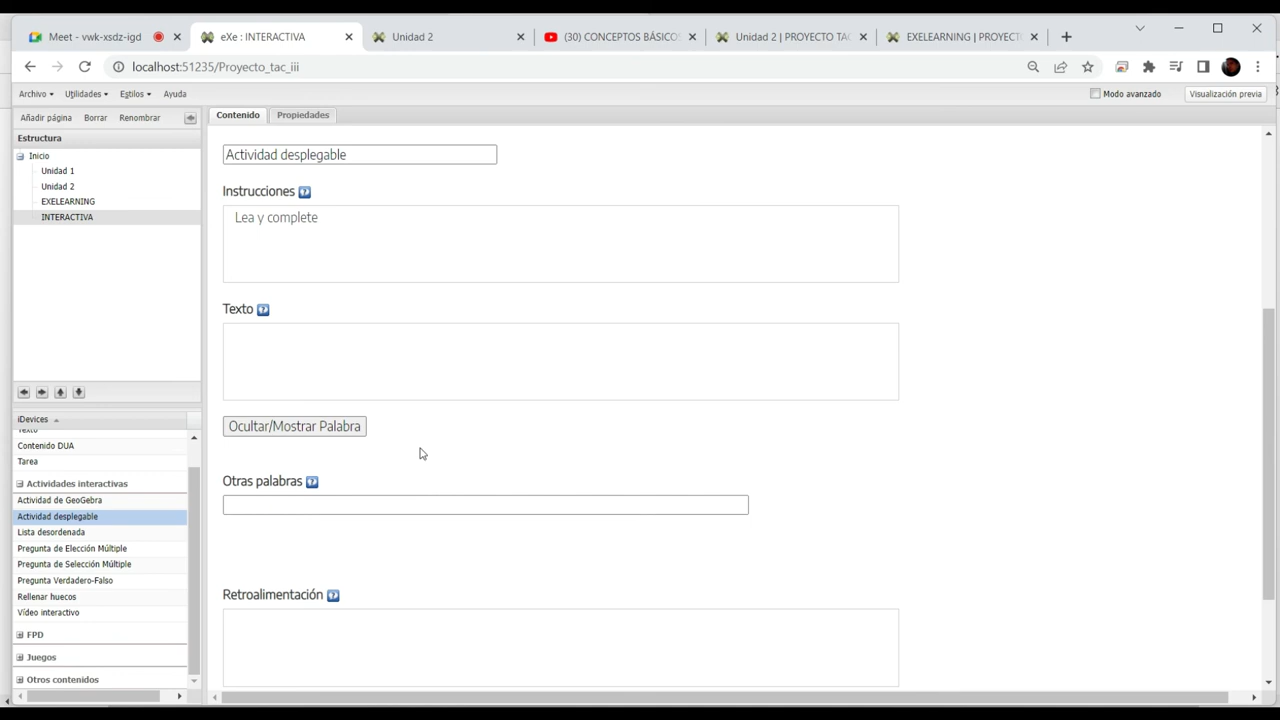 Meet - vwk-xsdz-igd
eXe : INTERACTIVA
Unidad 2
(30) CONCEPTOS BÁSICO
Unidad 2 | PROYECTO TAC
EXELEARNING | PROYECT
localhost:51235/Proyecto_tac_iii
Archivo
Utilidades
Estilos
Ayuda
Modo avanzado
Visualización previa
Añadir página
Borrar
Renombrar
Estructura
Inicio
Unidad 1
Unidad 2
EXELEARNING
INTERACTIVA
iDevices
Texto
Contenido DUA
Tarea
Actividades interactivas
Actividad de GeoGebra
Actividad desplegable
Lista desordenada
Pregunta de Elección Múltiple
Pregunta de Selección Múltiple
Pregunta Verdadero-Falso
Rellenar huecos
Vídeo interactivo
FPD
Juegos
Otros contenidos
Contenido
Propiedades
Actividad desplegable
Instrucciones
Lea y complete
Texto
Ocultar/Mostrar Palabra
Otras palabras
Retroalimentación